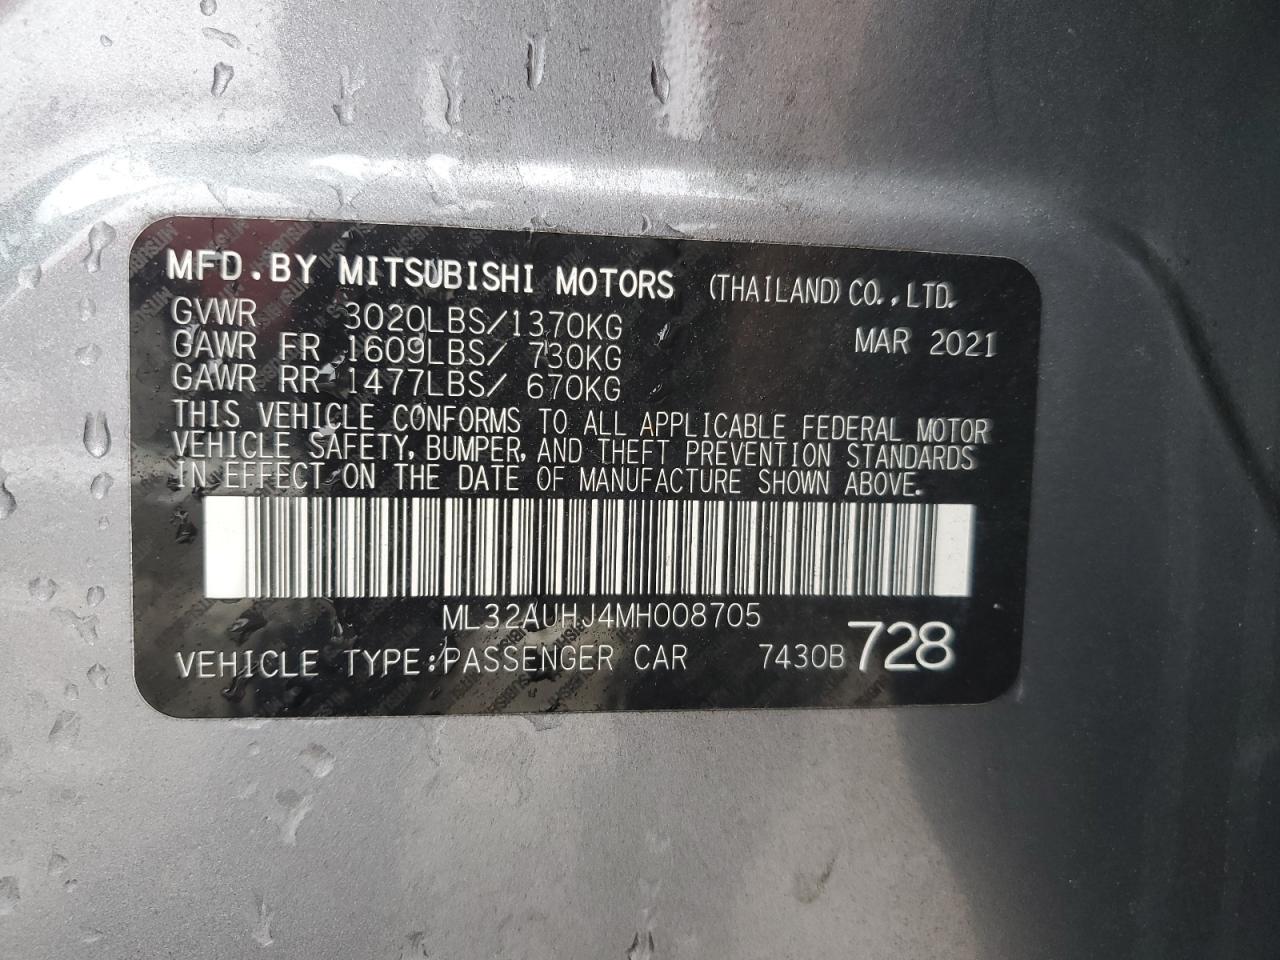 MFD.BY MITSUBISHI MOTORS (THAILAND) CO., LTD.
GVWR 3020LBS/1370KG MAR 2021
GAWR FR 1609LBS/ 730KG
GAWR RR 1477LBS/ 670KG
THIS VEHICLE CONFORMS TO ALL APPLICABLE FEDERAL MOTOR
VEHICLE SAFETY, BUMPER, AND THEFT PREVENTION STANDARDS
IN EFFECT ON THE DATE OF MANUFACTURE SHOWN ABOVE.
ML32AUHJ4MH008705
VEHICLE TYPE:PASSENGER CAR 7430B728